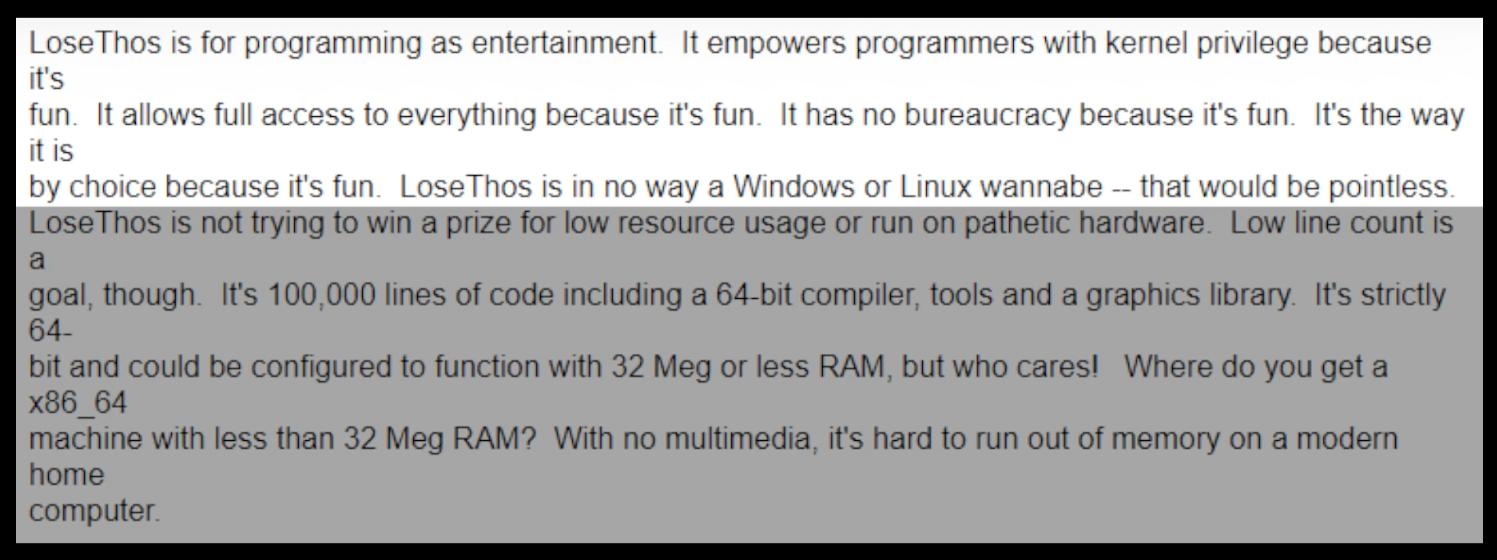 LoseThos is for programming as entertainment.  It empowers programmers with kernel privilege because
it's
fun.  It allows full access to everything because it's fun.  It has no bureaucracy because it's fun.  It's the way
it is
by choice because it's fun.  LoseThos is in no way a Windows or Linux wannabe -- that would be pointless.
LoseThos is not trying to win a prize for low resource usage or run on pathetic hardware.  Low line count is
a
goal, though.  It's 100,000 lines of code including a 64-bit compiler, tools and a graphics library.  It's strictly
64-
bit and could be configured to function with 32 Meg or less RAM, but who cares!   Where do you get a
x86_64
machine with less than 32 Meg RAM?  With no multimedia, it's hard to run out of memory on a modern
home
computer.